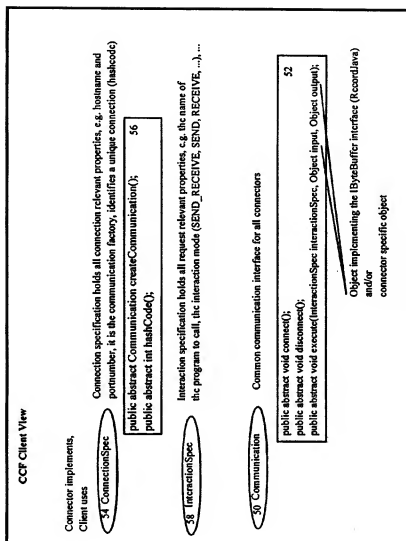 CCF Client View
Connector implements,
Client uses
54 ConnectionSpec
Connection specification holds all connection relevant properties, e.g. hostname and
portnumber, it is the communication factory, identifies a unique connection (hashcode)
56
public abstract Communication createCommunication();
public abstract int hashCode();
58 InteractionSpec
Interaction specification holds all request relevant properties, e.g. the name of
the program to call, the interaction mode (SEND_RECEIVE, SEND, RECEIVE, ...), ...
50 Communication
Common communication interface for all connectors
52
public abstract void connect();
public abstract void disconnect();
public abstract void execute(InteractionSpec interactionSpec, Object input, Object output);
Object implementing the IByteBuffer interface (RecordJava)
and/or
connector specific object